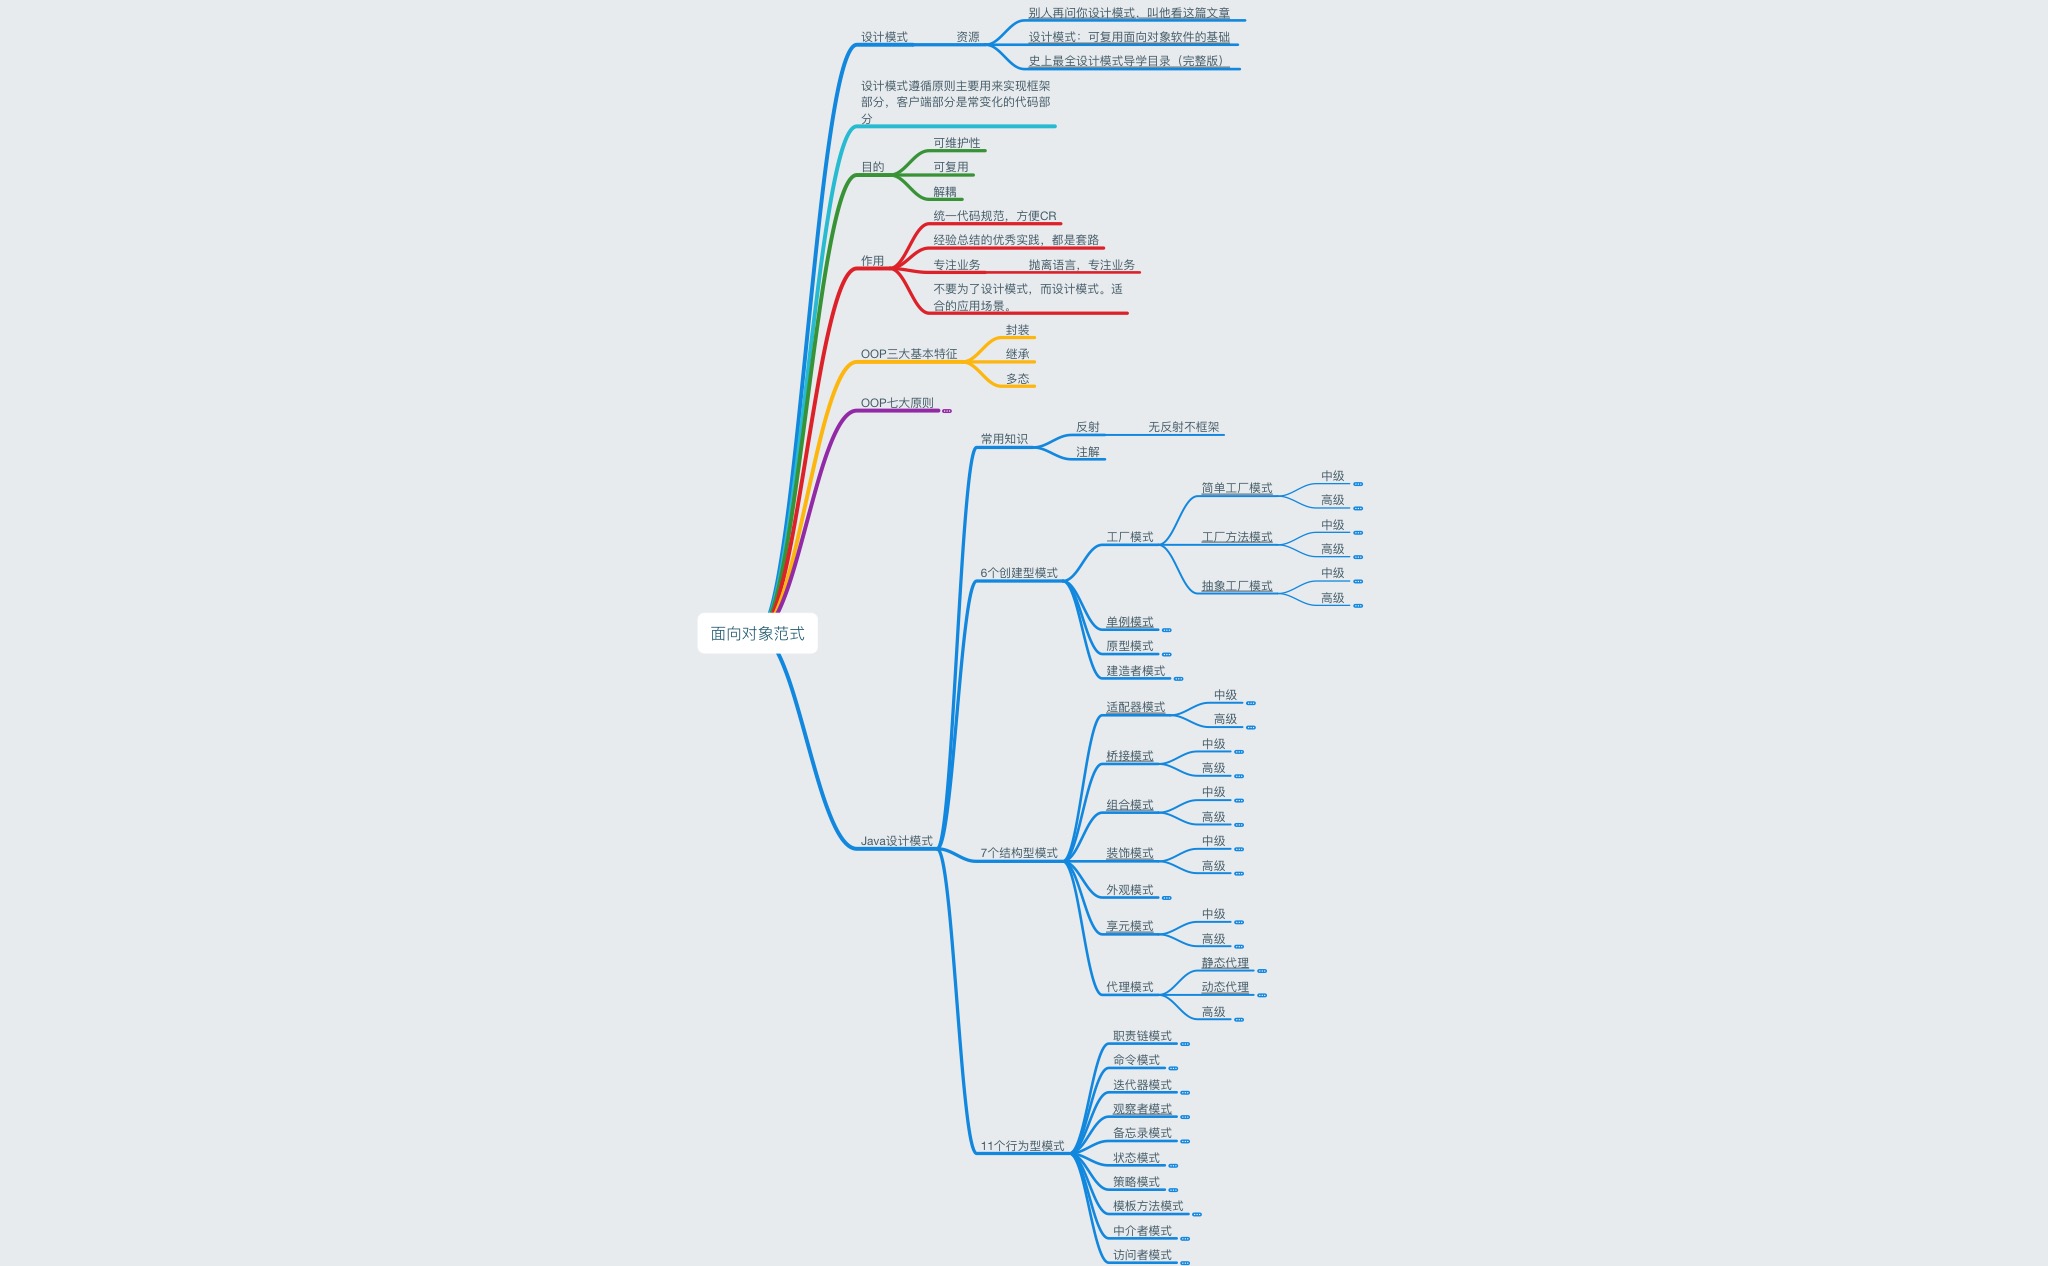 别人再问你设计模式，叫他看这篇文章
设计模式
资源
设计模式：可复用面向对象软件的基础
史上最全设计模式导学目录（完整版）
设计模式遵循原则主要用来实现框架
部分，客户端部分是常变化的代码部
分
可维护性
目的
可复用
解耦
统一代码规范，方便CR
经验总结的优秀实践，都是套路
作用
专注业务
抛离语言，专注业务
不要为了设计模式，而设计模式。适
合的应用场景。
封装
OOP三大基本特征
继承
多态
OOP七大原则
反射
无反射不框架
常用知识
注解
中级
简单工厂模式
高级
中级
工厂模式
工厂方法模式
高级
6个创建型模式
中级
抽象工厂模式
高级
单例模式
面向对象范式
原型模式
建造者模式
中级
适配器模式
高级
中级
桥接模式
高级
中级
组合模式
高级
Java设计模式
中级
7个结构型模式
装饰模式
高级
外观模式
中级
享元模式
高级
静态代理
代理模式
动态代理
高级
职责链模式
命令模式
迭代器模式
观察者模式
备忘录模式
11个行为型模式
状态模式
策略模式
模板方法模式
中介者模式
访问者模式